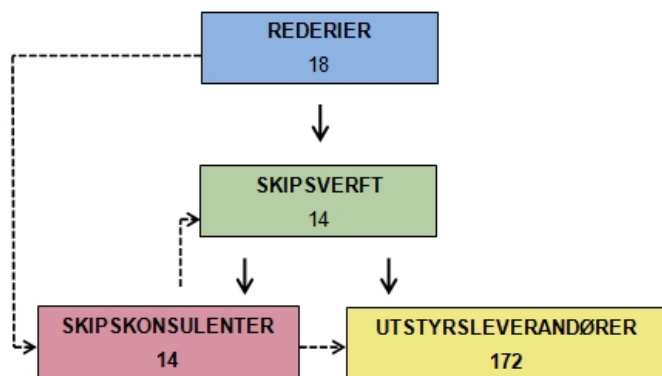 REDERIER
18
SKIPSVERFT
14
SKIPSKONSULENTER
14
UTSTYRSLEVERANDØRER
172